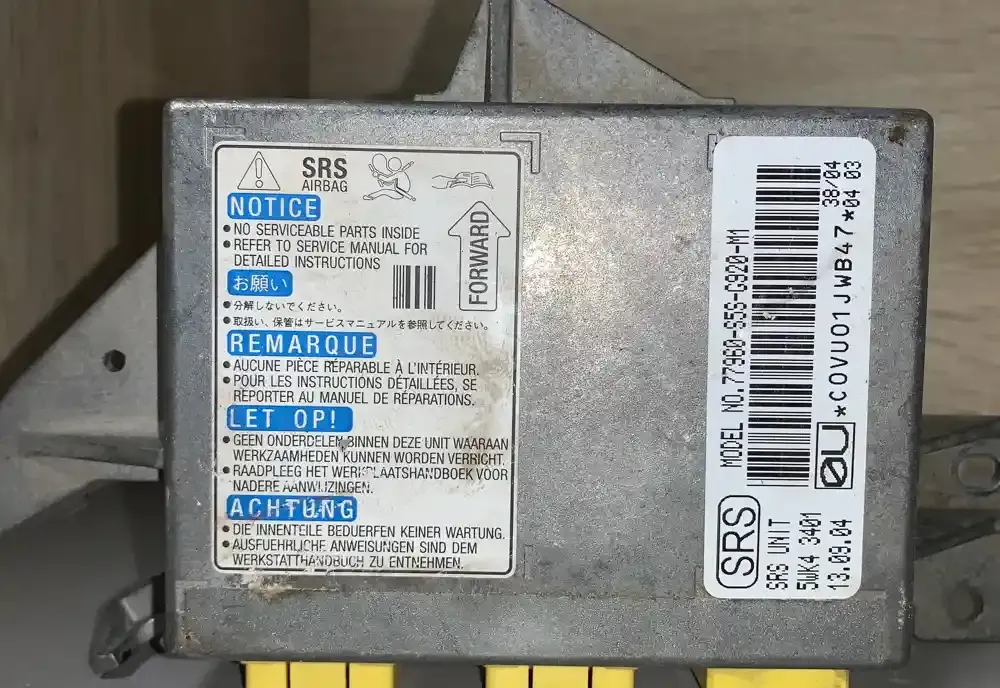 SRS
AIRBAG
NOTICE
● NO SERVICEABLE PARTS INSIDE
● REFER TO SERVICE MANUAL FOR
DETAILED INSTRUCTIONS
FORWARD
お願い
● 分解しないでください。
● 取扱い、保管はサービスマニュアルを参照してください。
REMARQUE
● AUCUNE PIÈCE RÉPARABLE À L'INTÉRIEUR.
● POUR LES INSTRUCTIONS DÉTAILLÉES, SE
REPORTER AU MANUEL DE RÉPARATIONS.
LET OP!
● GEEN ONDERDELEN BINNEN DEZE UNIT WAARAAN
WERKZAAMHEDEN KUNNEN WORDEN VERRICHT.
● RAADPLEEG HET WERKPLAATSHANDBOEK VOOR
NADERE AANWIJZINGEN.
ACHTUNG
● DIE INNENTEILE BEDUERFEN KEINER WARTUNG.
● AUSFUEHRLICHE ANWEISUNGEN SIND DEM
WERKSTATTHANDBUCH ZU ENTNEHMEN.
MODEL NO.77960-S5S-G920-M1
38/04
0U *C0VU01JWB47*04 03
SRS
SRS UNIT
5WK4 3401
13.09.04